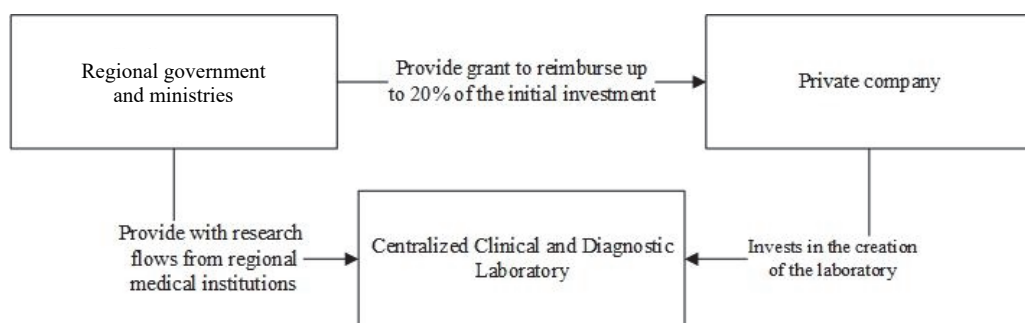 Regional government
and ministries
Provide grant to reimburse up
to 20% of the initial investment
Private company
Provide with research
flows from regional
medical institutions
Centralized Clinical and Diagnostic
Laboratory
Invests in the creation
of the laboratory